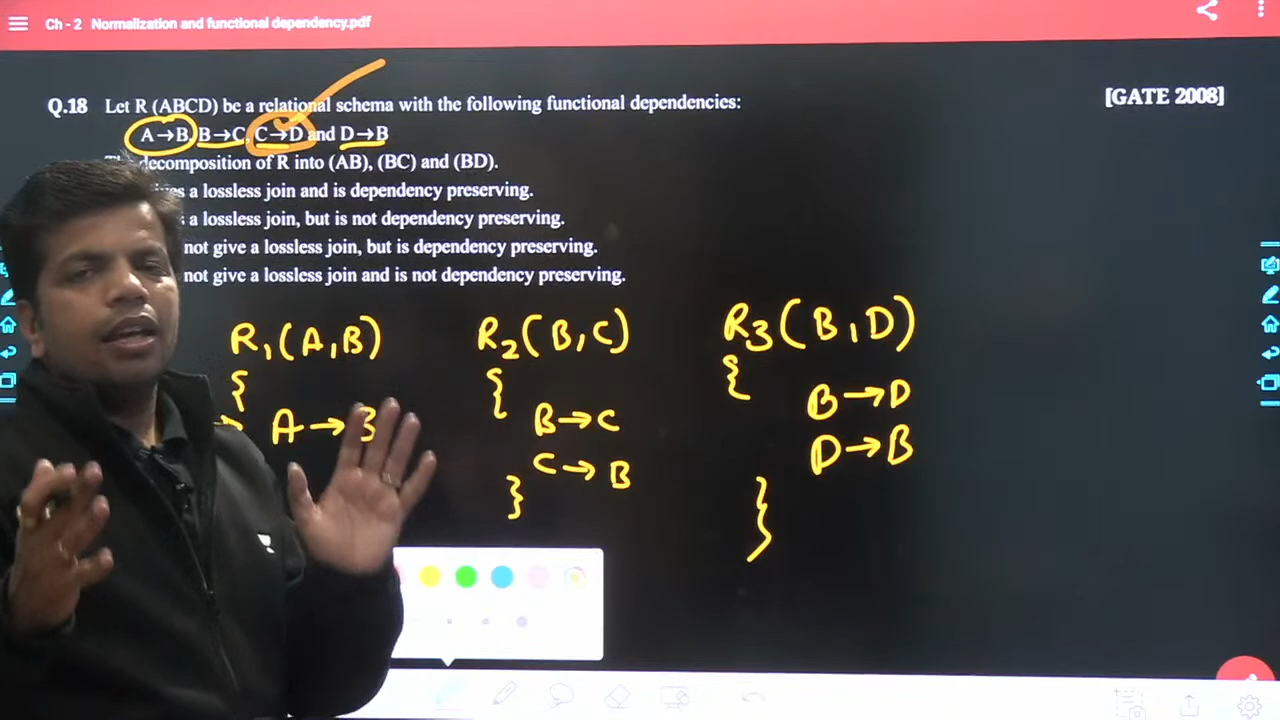 Ch - 2 Normalization and functional dependency.pdf
Q.18 Let R (ABCD) be a relational schema with the following functional dependencies: [GATE 2008]
A→B, B→C, C→D and D→B
decomposition of R into (AB), (BC) and (BD).
a lossless join and is dependency preserving.
a lossless join, but is not dependency preserving.
not give a lossless join, but is dependency preserving.
not give a lossless join and is not dependency preserving.
R1(A,B) R2(B,C) R3(B,D)
{ { {
A→B B→C B→D
C→B D→B
} }